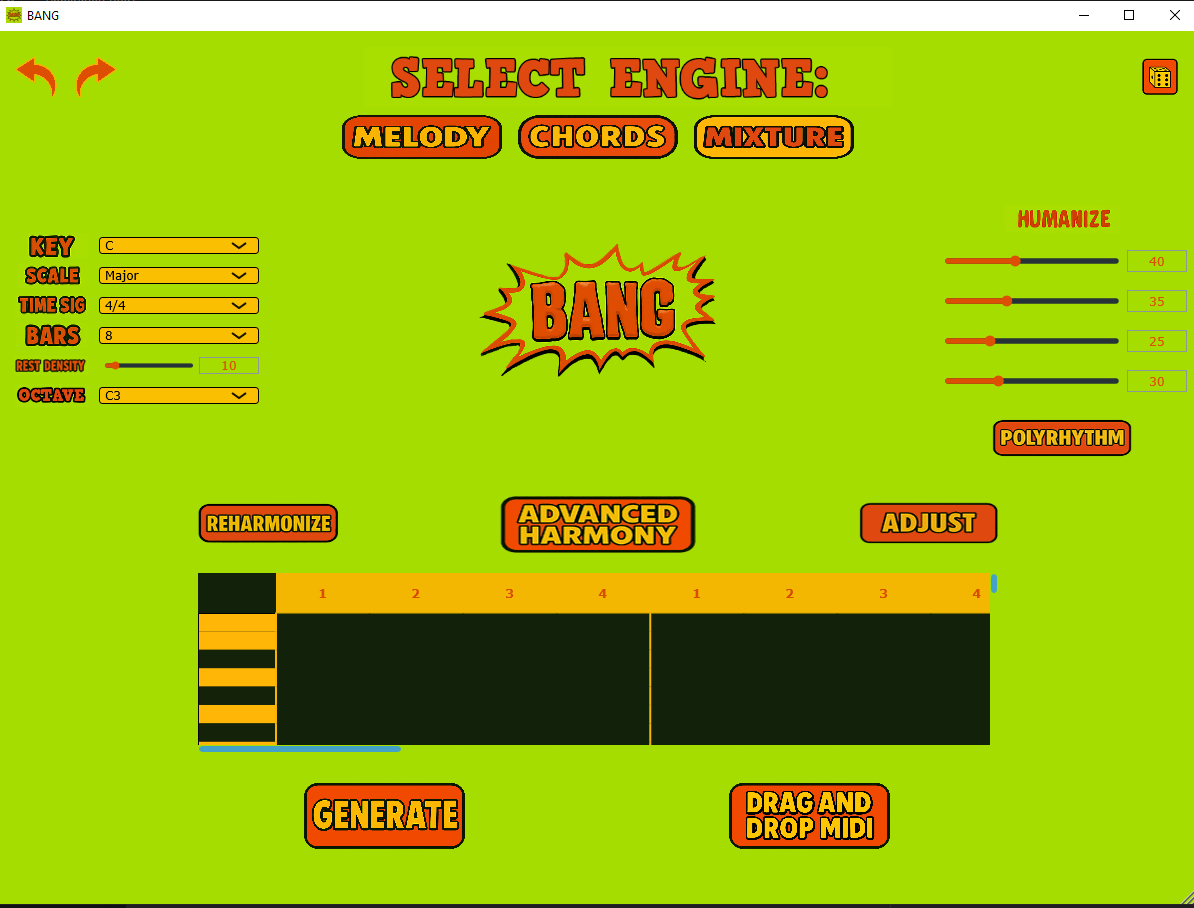 BANG
SELECT ENGINE:
MELODY CHORDS MIXTURE
HUMANIZE
KEY C
SCALE Major
TIME SIG 4/4
BARS 8
REST DENSITY 10
OCTAVE C3
BANG
40
35
25
30
POLYRHYTHM
REHARMONIZE
ADVANCED
HARMONY
ADJUST
1 2 3 4 1 2 3 4
GENERATE
DRAG AND
DROP MIDI